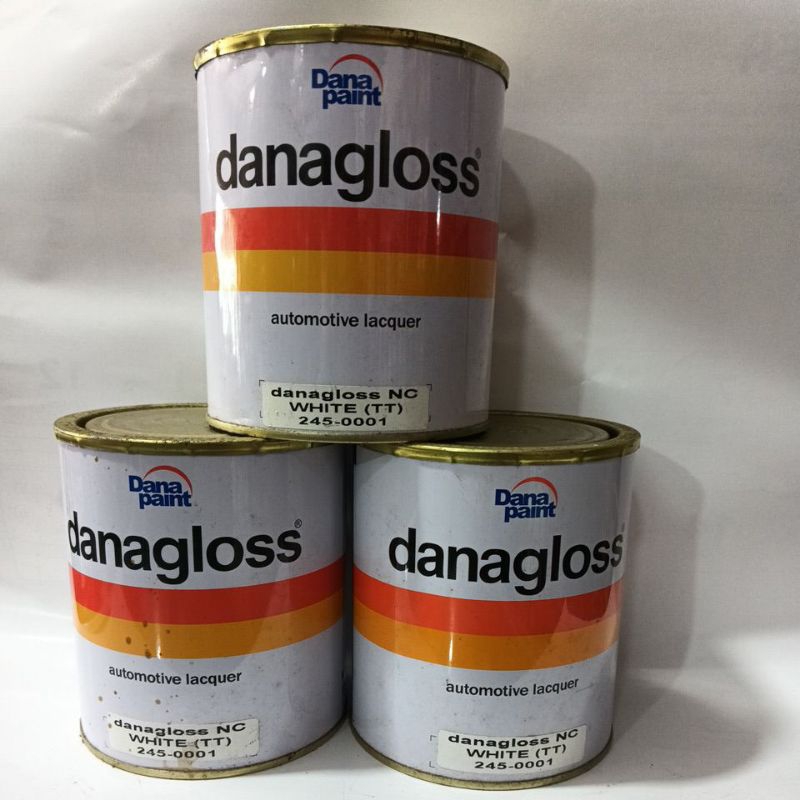 Dana
paint
danagloss®
automotive lacquer
danagloss NC
WHITE (TT)
245-0001
Dana
paint
danagloss®
automotive lacquer
danagloss NC
WHITE (TT)
245-0001
Dana
paint
danagloss
automotive lacquer
danagloss NC
WHITE (TT)
245-0001